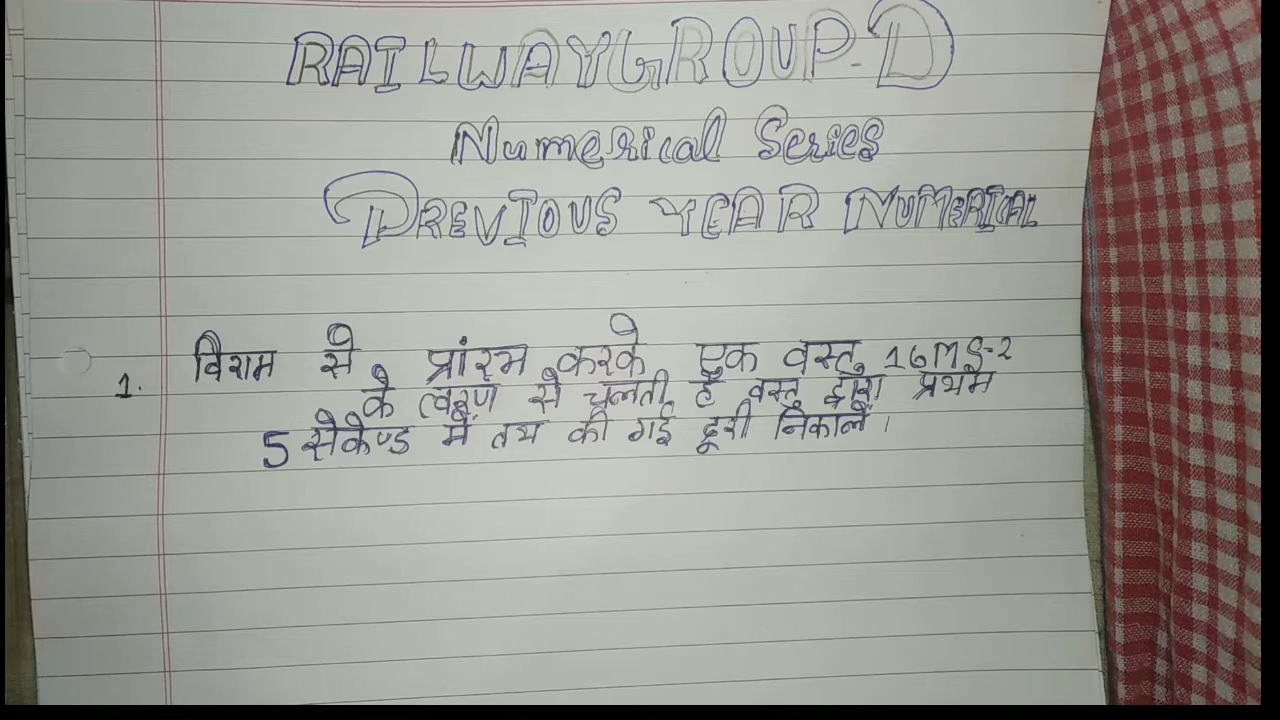 RAILWAY GROUP-D
Numerical Series
PREVIOUS YEAR NUMERICAL
1. विराम से प्रांरम करके एक वस्तु 16MS-2
के त्वरण से चलती है वस्तु द्वारा प्रथम
5 सेकेण्ड में तय की गई दूरी निकालें।